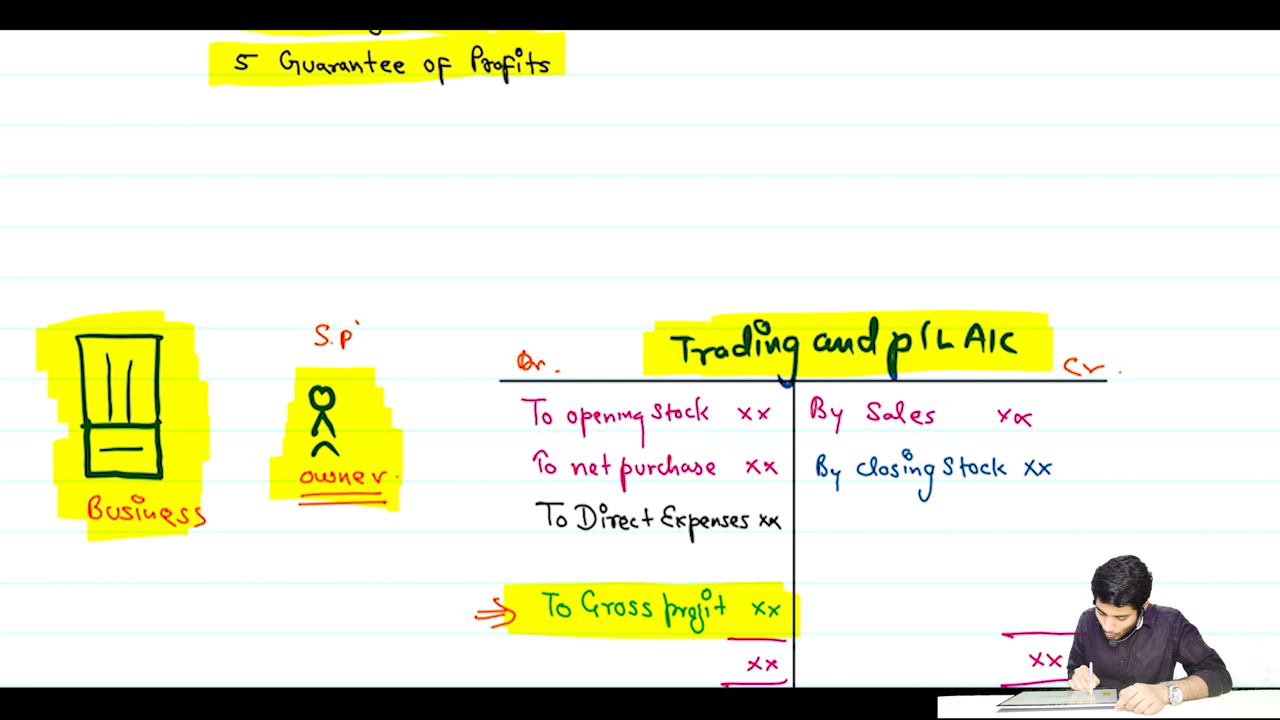 5 Guarantee of Profits
S.P
owner.
Business
Trading and P/L A/C
Dr.
Cr.
To opening stock xx
By Sales xx
To net purchase xx
By closing stock xx
To Direct Expenses xx
⇒ To Gross profit xx
xx
xx